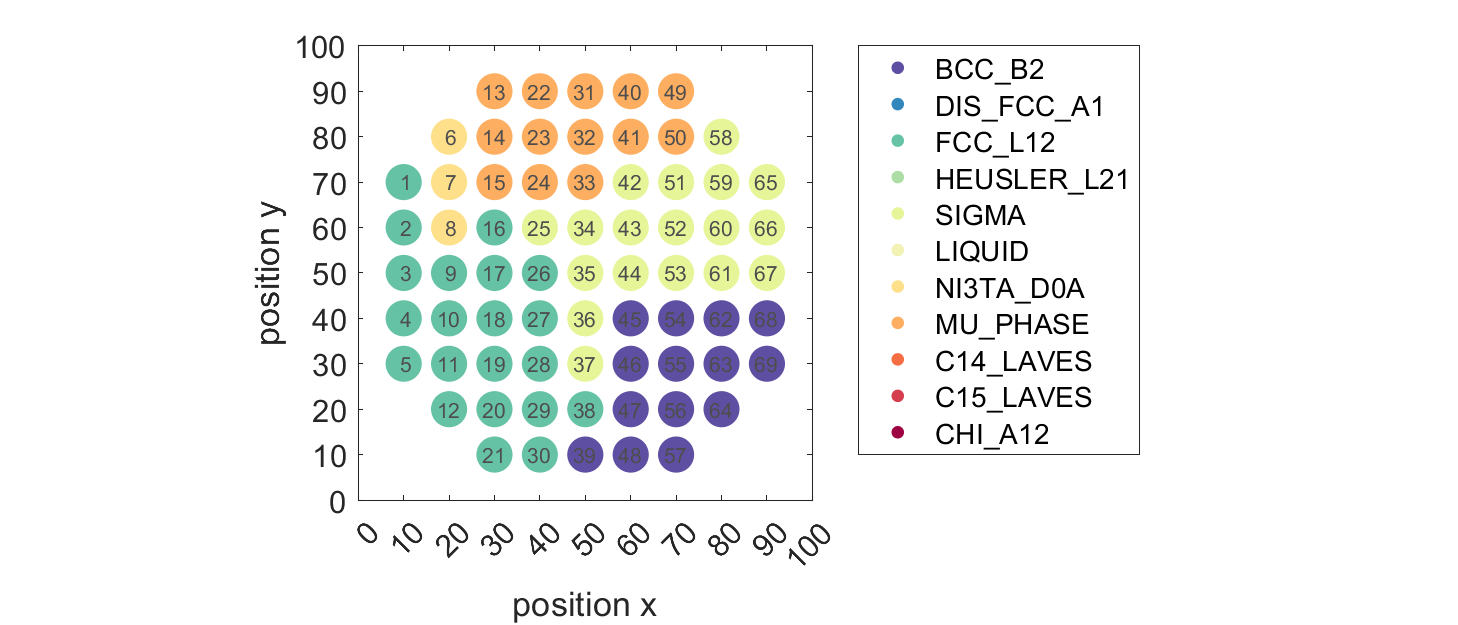 100
90
80
70
60
50
40
30
20
10
0
position y
13 22 31 40 49
6 14 23 32 41 50 58
1 7 15 24 33 42 51 59 65
2 8 16 25 34 43 52 60 66
3 9 17 26 35 44 53 61 67
4 10 18 27 36 45 54 62 68
5 11 19 28 37 46 55 63 69
12 20 29 38 47 56 64
21 30 39 48 57
0 10 20 30 40 50 60 70 80 90 100
position x
BCC_B2
DIS_FCC_A1
FCC_L12
HEUSLER_L21
SIGMA
LIQUID
NI3TA_D0A
MU_PHASE
C14_LAVES
C15_LAVES
CHI_A12